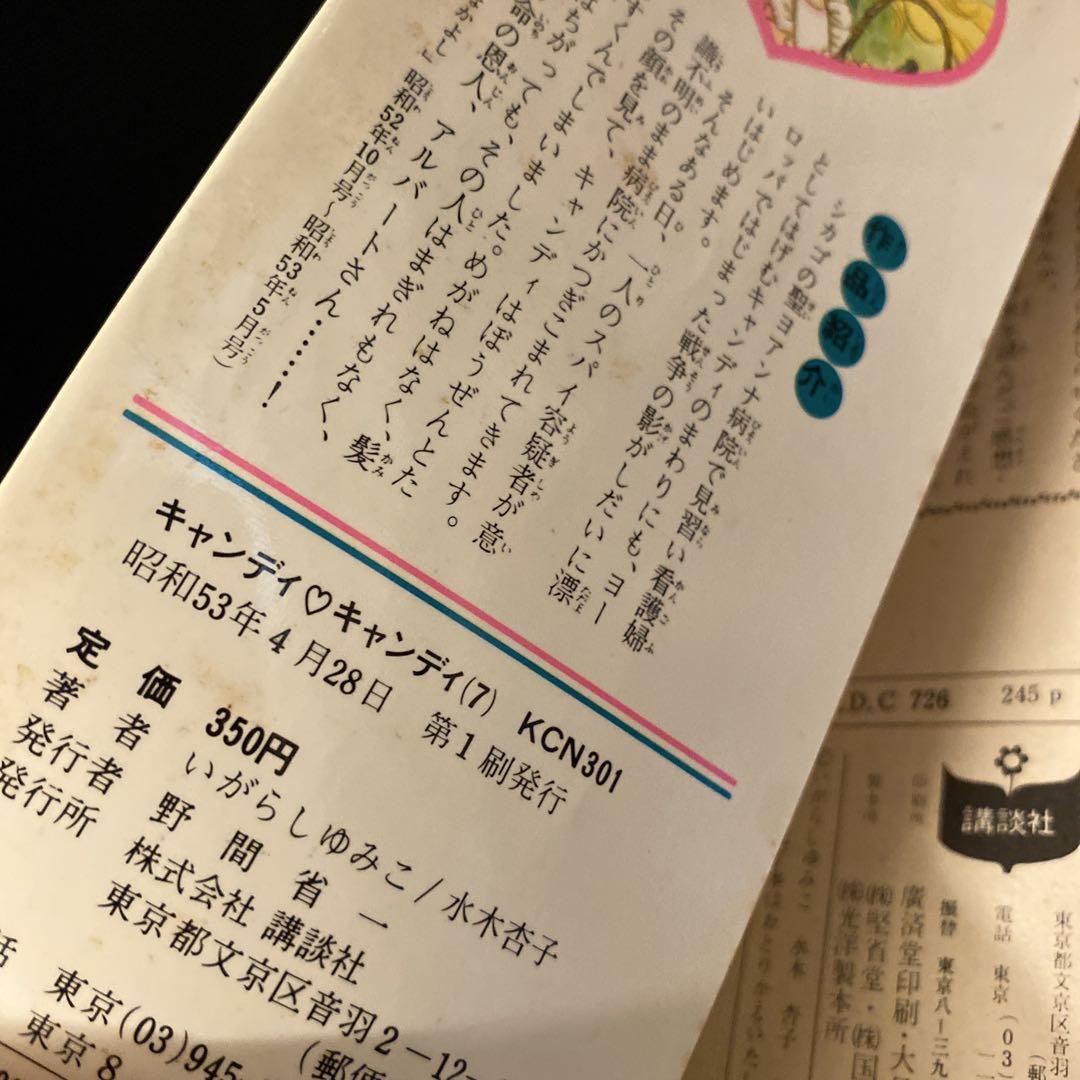 作品紹介
シカゴの聖ヨアンナ病院で見習い看護婦
としてはげむキャンディのまわりにも、ヨー
ロッパではじまった戦争の影がしだいに漂
いはじめます。
そんなある日、一人のスパイ容疑者が意
識不明のまま病院にかつぎこまれてきます。
その顔を見て、キャンディはぼうぜんとた
すくんでしまいました。めがねはなく、髪
ちがっても、その人はまぎれもなく、
命の恩人、アルバートさん……!
昭和52年10月号〜昭和53年5月号)
キャンディ♡キャンディ(7) KCN301
昭和53年4月28日 第1刷発行
定価 350円
著者 いがらしゆみこ/水木杏子
発行者 野間省一
発行所 株式会社 講談社
東京都文京区音羽2-12-
東京(03)945-
(郵便
東京8
D.C 726 245p
講談社
東京都文京区音羽
電話 東京(03)
振替 東京八-三九
廣済堂印刷・大
㈱堅省堂・㈱国
㈱光洋製本所
いがらしゆみこ 水木杏子